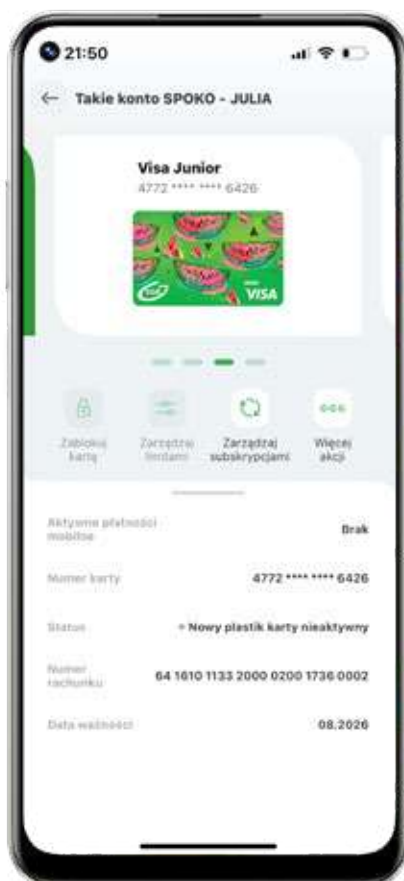 21:50
Takie konto SPOKO - JULIA
Visa Junior
4772 **** **** 6426
VISA
Zablokuj
kartę
Zarządzaj
limitami
Zarządzaj
subskrypcjami
Więcej
akcji
Aktywne płatności
mobilne
Brak
Numer karty
4772 **** **** 6426
Status
Nowy plastik karty nieaktywny
Numer
rachunku
64 1610 1133 2000 0200 1736 0002
Data ważności
08.2026